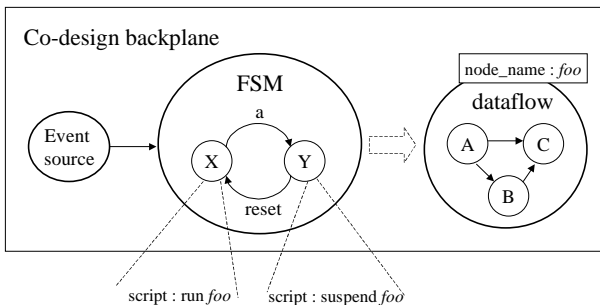 Co-design backplane
node_name : foo
FSM
dataflow
Event
source
a
X
Y
reset
A
C
B
script : run foo
script : suspend foo